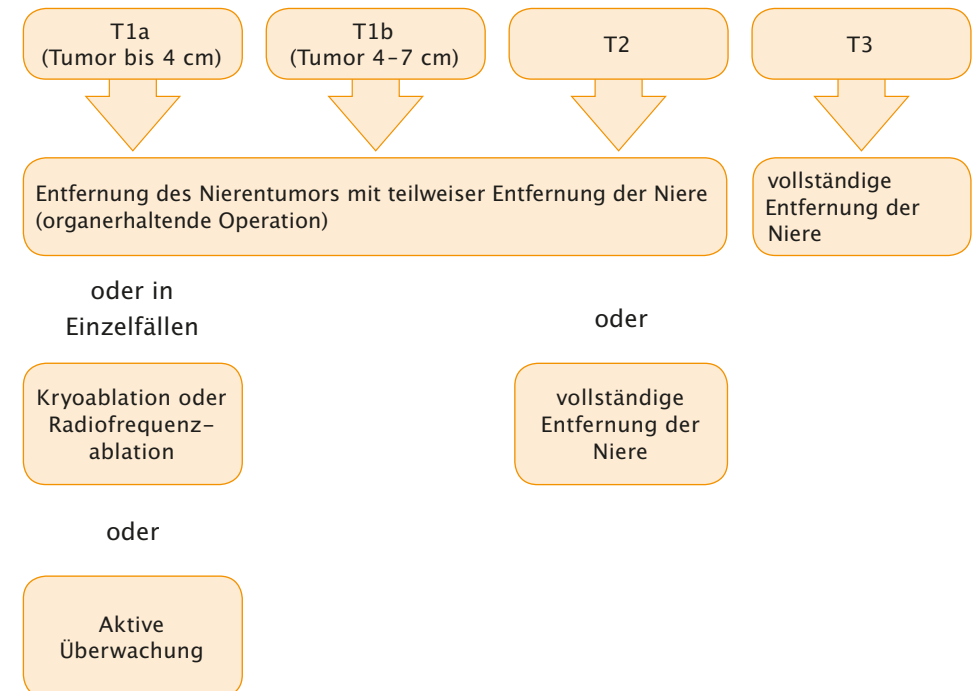 T1a
(Tumor bis 4 cm)
T1b
(Tumor 4–7 cm)
T2
T3
Entfernung des Nierentumors mit teilweiser Entfernung der Niere
(organerhaltende Operation)
vollständige
Entfernung der
Niere
oder in
Einzelfällen
oder
Kryoablation oder
Radiofrequenz-
ablation
vollständige
Entfernung der
Niere
oder
Aktive
Überwachung